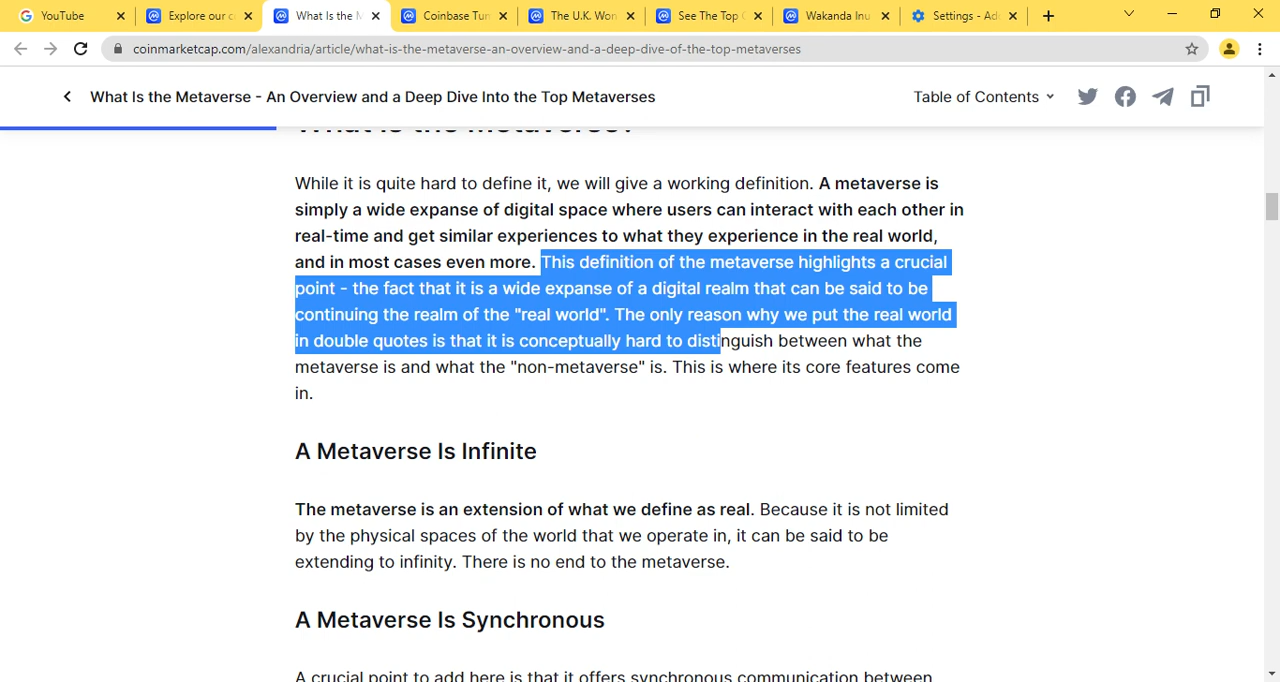 YouTube
Explore our c
What Is the M
Coinbase Tur
The U.K. Won
See The Top C
Wakanda Inu
Settings - Ad
coinmarketcap.com/alexandria/article/what-is-the-metaverse-an-overview-and-a-deep-dive-of-the-top-metaverses
What Is the Metaverse - An Overview and a Deep Dive Into the Top Metaverses
Table of Contents
What Is the Metaverse?
While it is quite hard to define it, we will give a working definition. A metaverse is
simply a wide expanse of digital space where users can interact with each other in
real-time and get similar experiences to what they experience in the real world,
and in most cases even more. This definition of the metaverse highlights a crucial
point - the fact that it is a wide expanse of a digital realm that can be said to be
continuing the realm of the "real world". The only reason why we put the real world
in double quotes is that it is conceptually hard to distinguish between what the
metaverse is and what the "non-metaverse" is. This is where its core features come
in.
A Metaverse Is Infinite
The metaverse is an extension of what we define as real. Because it is not limited
by the physical spaces of the world that we operate in, it can be said to be
extending to infinity. There is no end to the metaverse.
A Metaverse Is Synchronous
A crucial point to add here is that it offers synchronous communication between